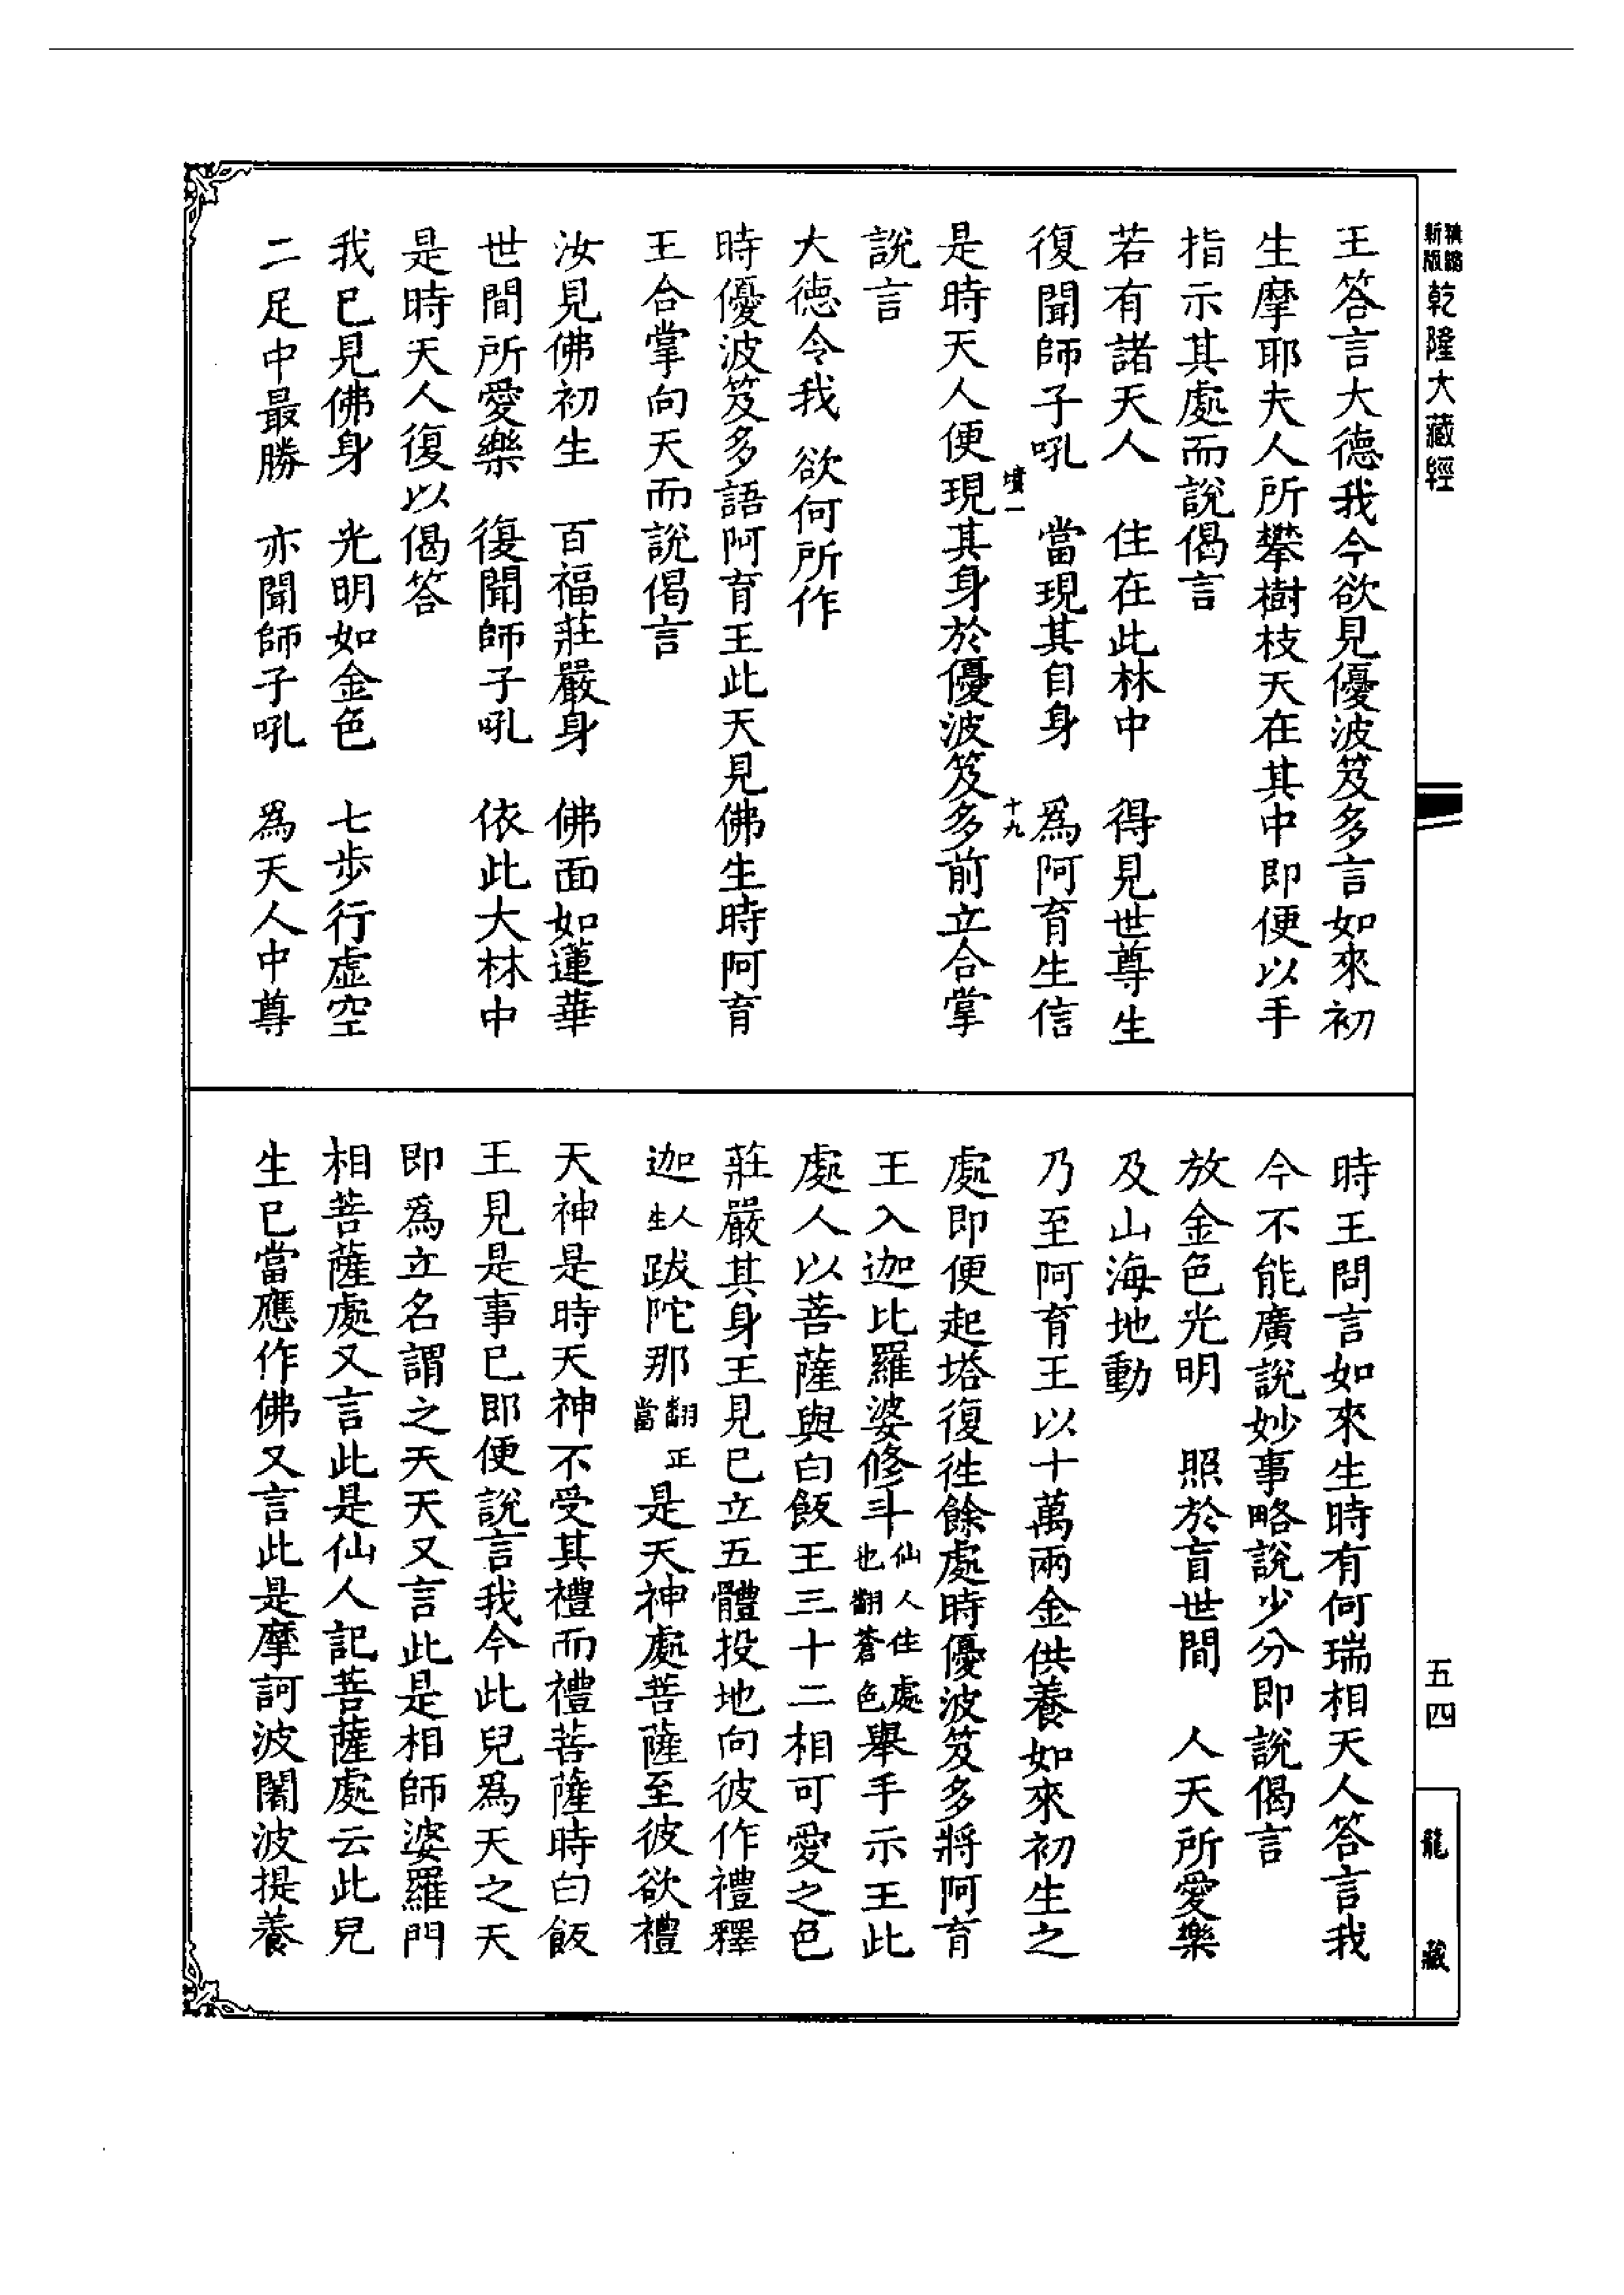 新版
乾隆大藏經
五四
龍藏
王答言大德我今欲見優波笈多言如來初
生摩耶夫人所攀樹枝天在其中即便以手
指示其處而說偈言
若有諸天人　住在此林中　得見世尊生
復聞師子吼　當現其自身　為阿育生信
十九
是時天人便現其身於優波笈多前立合掌
說言
大德令我　欲何所作
時優波笈多語阿育王此天見佛生時阿育
王合掌向天而說偈言
汝見佛初生　百福莊嚴身　佛面如蓮華
世間所愛樂　復聞師子吼　依此大林中
是時天人復以偈答
我已見佛身　光明如金色　七步行虛空
二足中最勝　亦聞師子吼　為天人中尊
時王問言如來生時有何瑞相天人答言我
今不能廣說妙事略說少分即說偈言
放金色光明　照於盲世間　人天所愛樂
及山海地動
乃至阿育王以十萬兩金供養如來初生之
處即便起塔復徃餘處時優波笈多將阿育
王入迦比羅婆修斗仙人住處也翻蒼色舉手示王此
處人以菩薩與白飯王三十二相可愛之色
莊嚴其身王見已立五體投地向彼作禮釋
迦人生跋陀那翻正當是天神處菩薩至彼欲禮
天神是時天神不受其禮而禮菩薩時白飯
王見是事已即便說言我今此兒為天之天
即為立名謂之天天又言此是相師婆羅門
相菩薩處又言此是仙人記菩薩處云此兒
生已當應作佛又言此是摩訶波闍波提養